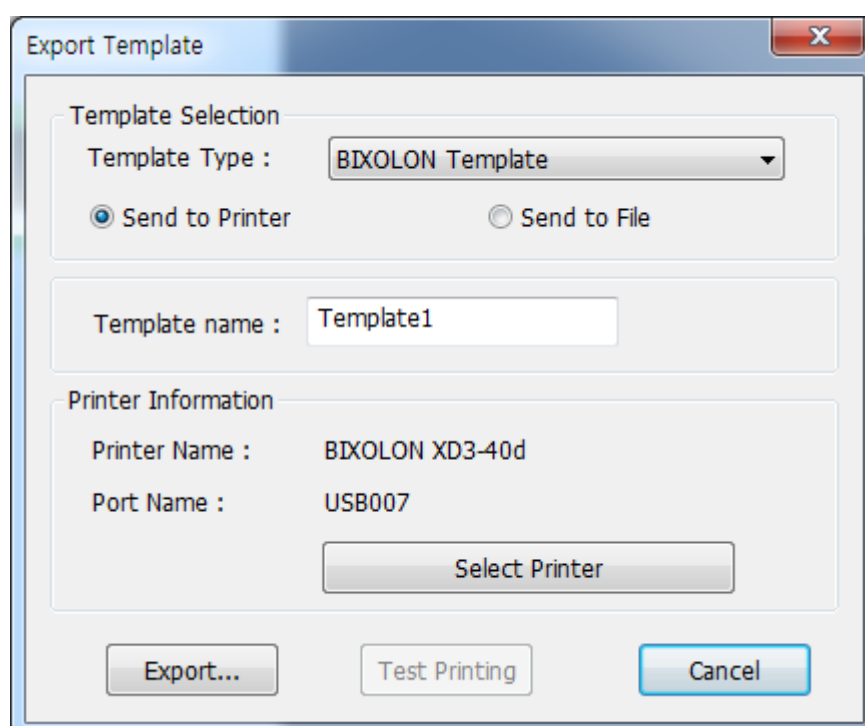 Export Template
Template Selection
Template Type : BIXOLON Template
Send to Printer Send to File
Template name : Template1
Printer Information
Printer Name : BIXOLON XD3-40d
Port Name : USB007
Select Printer
Export... Test Printing Cancel